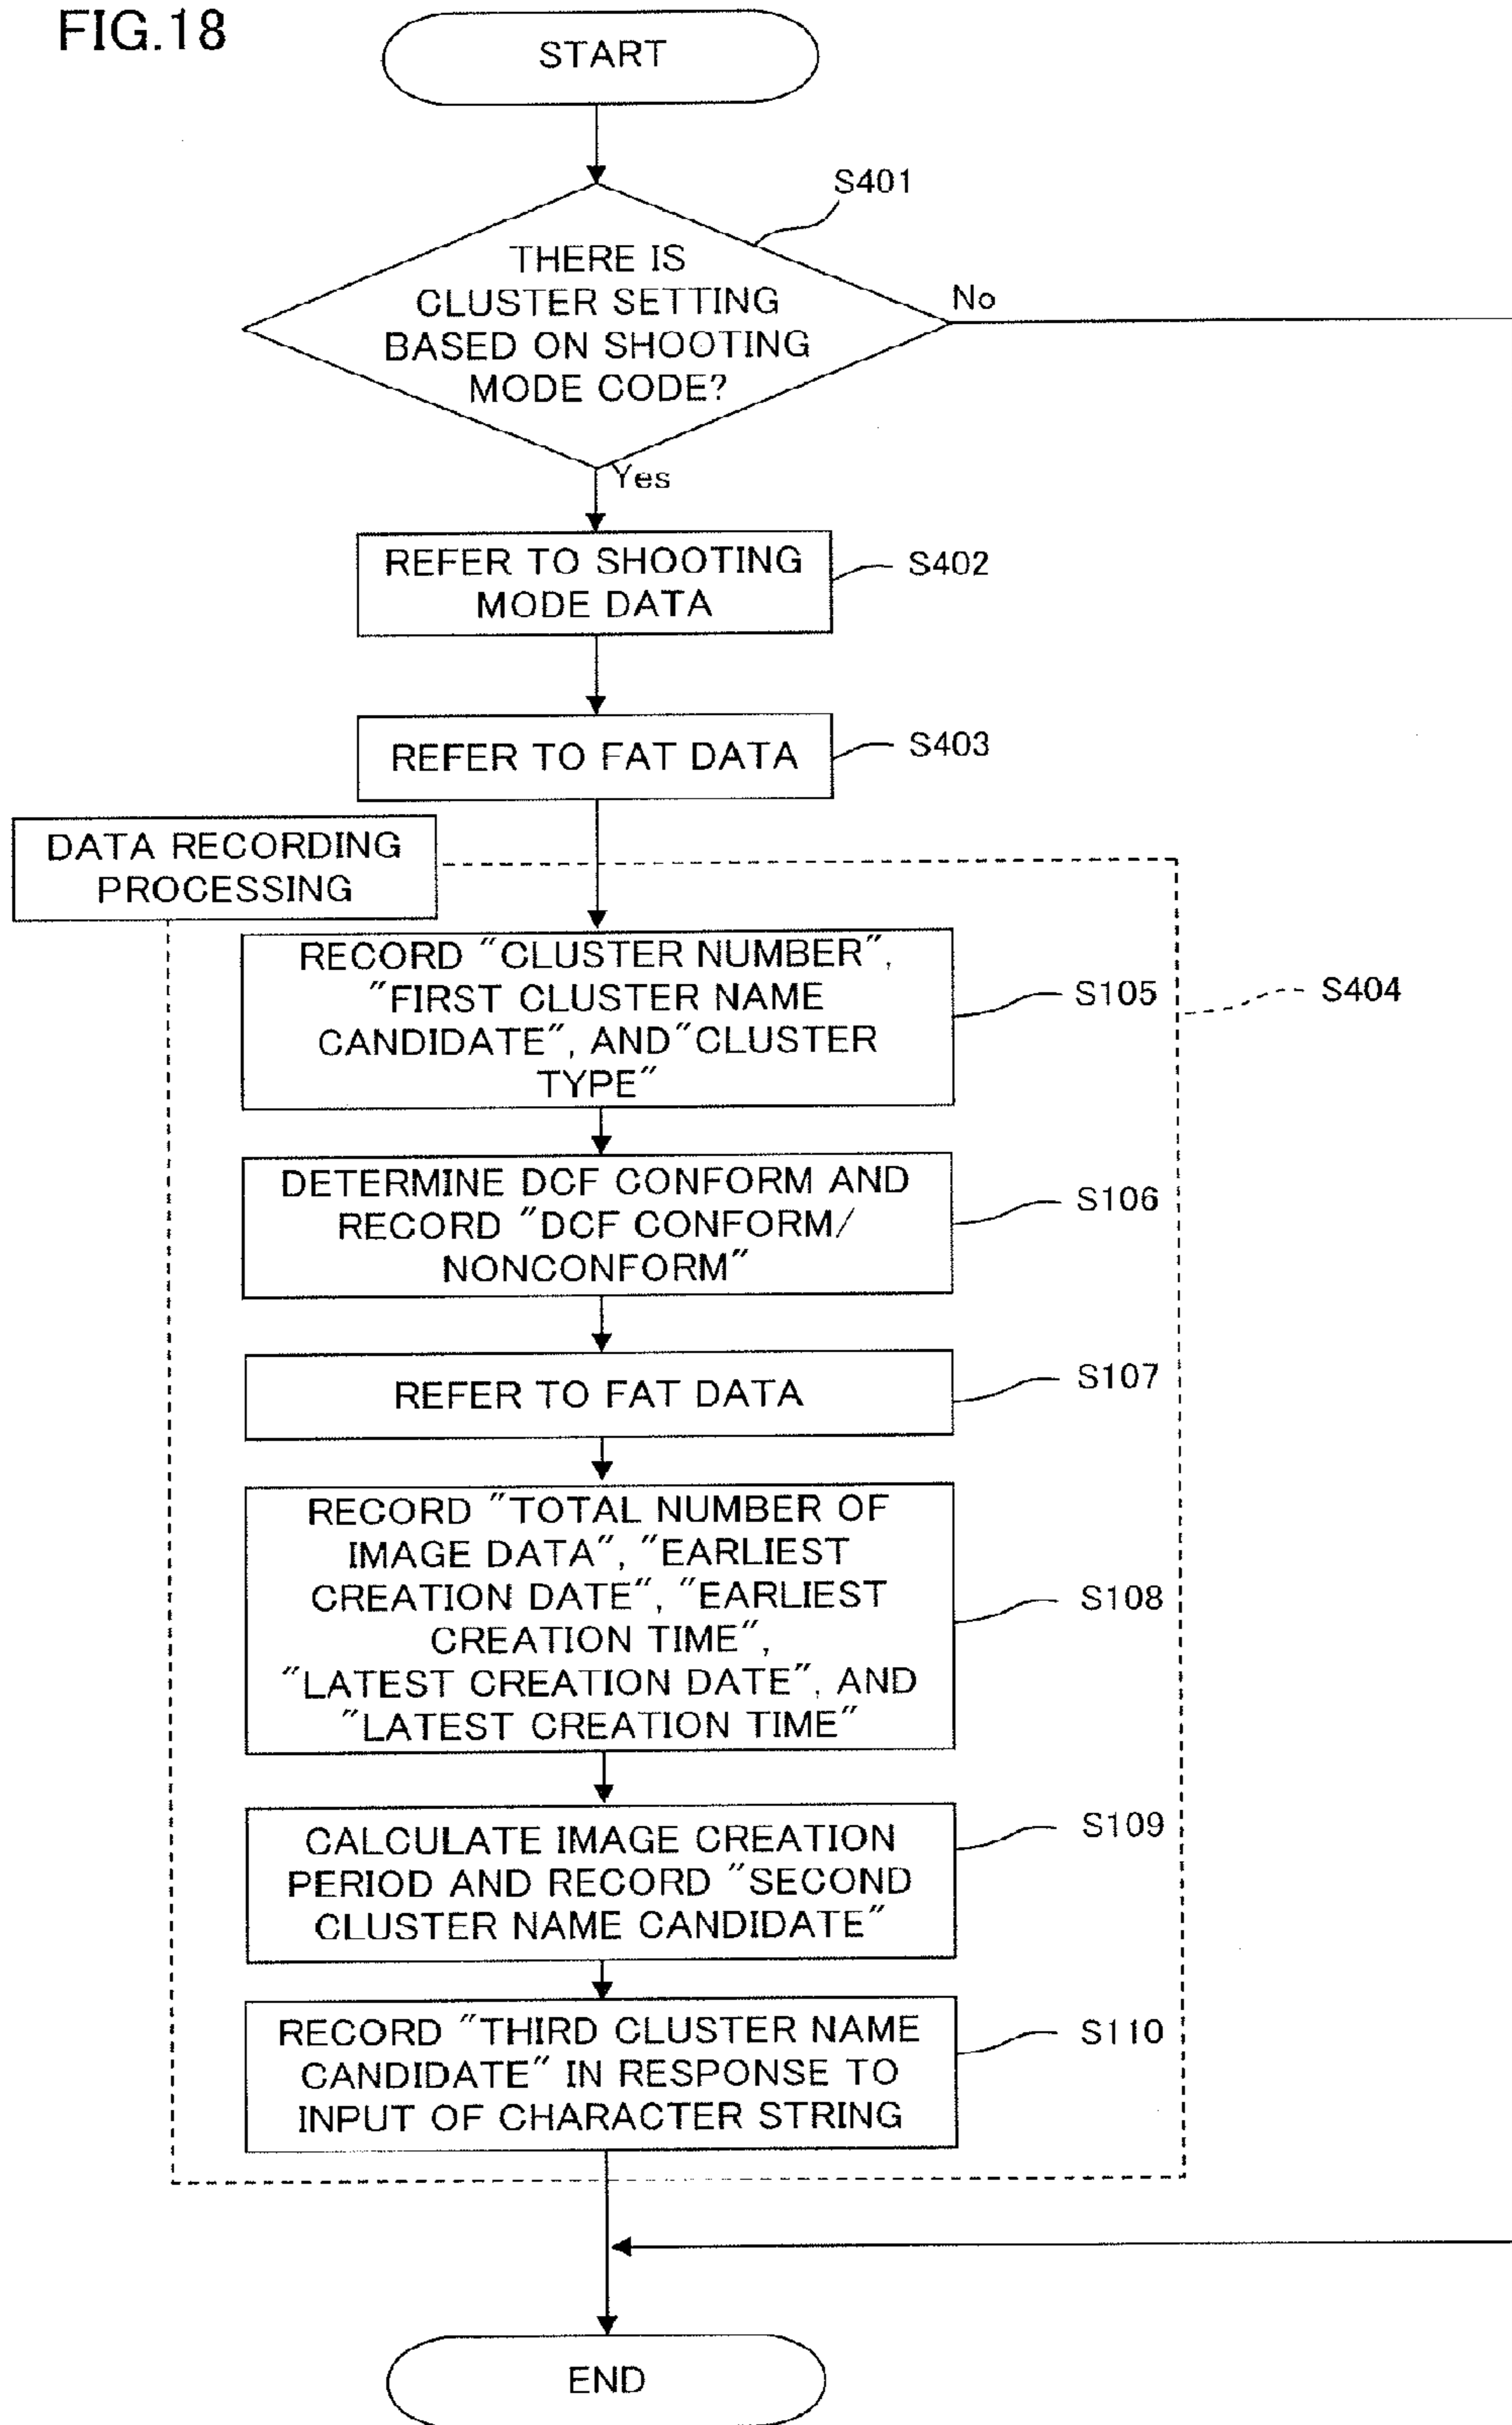 FIG.18
START
S401
THERE IS
CLUSTER SETTING
BASED ON SHOOTING
MODE CODE?
No
Yes
REFER TO SHOOTING
MODE DATA
S402
REFER TO FAT DATA
S403
DATA RECORDING
PROCESSING
RECORD "CLUSTER NUMBER",
"FIRST CLUSTER NAME
CANDIDATE", AND"CLUSTER
TYPE"
S105
S404
DETERMINE DCF CONFORM AND
RECORD "DCF CONFORM/
NONCONFORM"
S106
REFER TO FAT DATA
S107
RECORD "TOTAL NUMBER OF
IMAGE DATA", "EARLIEST
CREATION DATE", "EARLIEST
CREATION TIME",
"LATEST CREATION DATE", AND
"LATEST CREATION TIME"
S108
CALCULATE IMAGE CREATION
PERIOD AND RECORD "SECOND
CLUSTER NAME CANDIDATE"
S109
RECORD "THIRD CLUSTER NAME
CANDIDATE" IN RESPONSE TO
INPUT OF CHARACTER STRING
S110
END